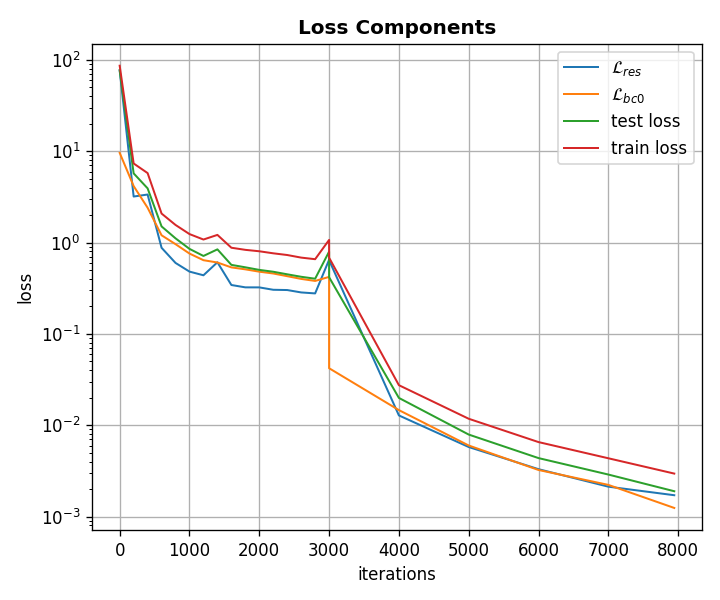 Loss Components
10²
10¹
10⁰
10⁻¹
10⁻²
10⁻³
loss
ℒ_res
ℒ_bc0
test loss
train loss
0 1000 2000 3000 4000 5000 6000 7000 8000
iterations